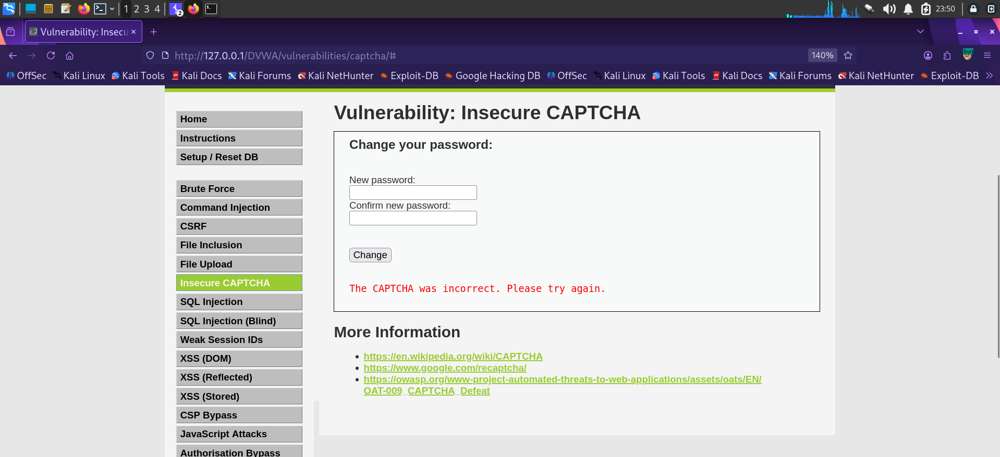 1 2 3 4
2
23:50
Vulnerability: Insecu
http://127.0.0.1/DVWA/vulnerabilities/captcha/#
140%
burp
OffSec Kali Linux Kali Tools Kali Docs Kali Forums Kali NetHunter Exploit-DB Google Hacking DB OffSec Kali Linux Kali Tools Kali Docs Kali Forums Kali NetHunter Exploit-DB
Home
Instructions
Setup / Reset DB
Brute Force
Command Injection
CSRF
File Inclusion
File Upload
Insecure CAPTCHA
SQL Injection
SQL Injection (Blind)
Weak Session IDs
XSS (DOM)
XSS (Reflected)
XSS (Stored)
CSP Bypass
JavaScript Attacks
Authorisation Bypass
Vulnerability: Insecure CAPTCHA
Change your password:
New password:
Confirm new password:
Change
The CAPTCHA was incorrect. Please try again.
More Information
https://en.wikipedia.org/wiki/CAPTCHA
https://www.google.com/recaptcha/
https://owasp.org/www-project-automated-threats-to-web-applications/assets/oats/EN/
OAT-009_CAPTCHA_Defeat